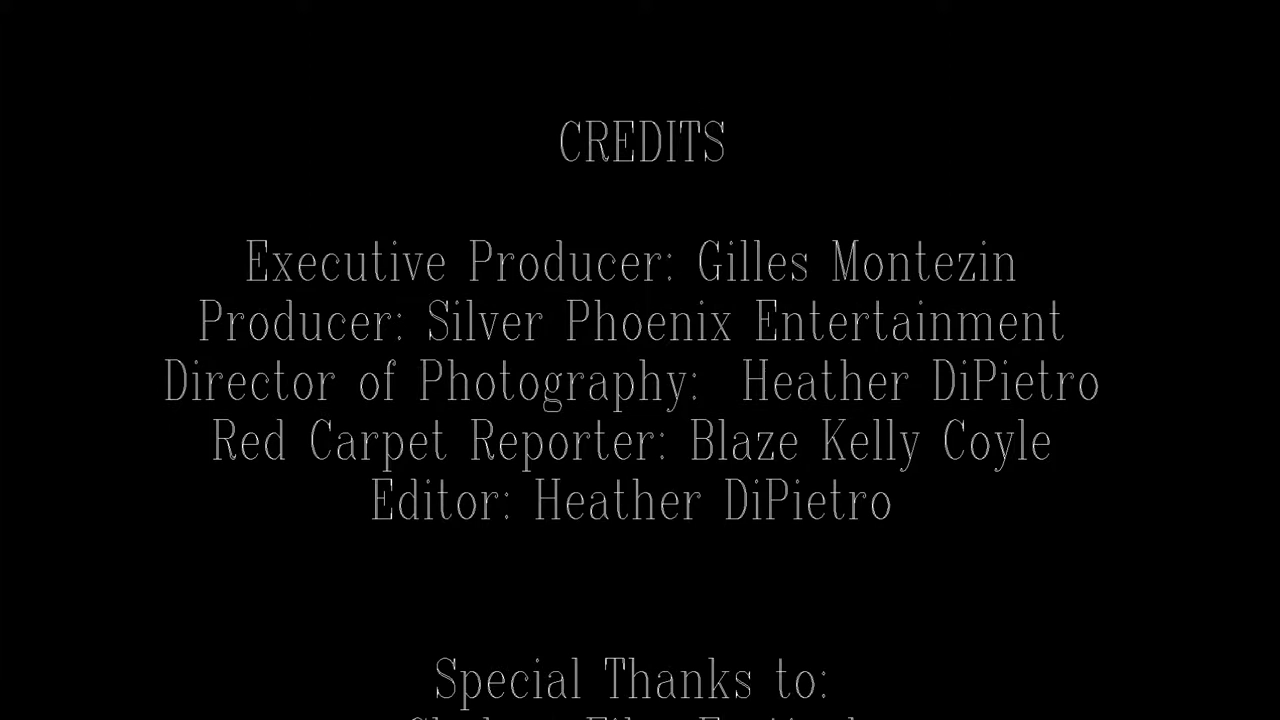 CREDITS
Executive Producer: Gilles Montezin
Producer: Silver Phoenix Entertainment
Director of Photography:  Heather DiPietro
Red Carpet Reporter: Blaze Kelly Coyle
Editor: Heather DiPietro
Special Thanks to: